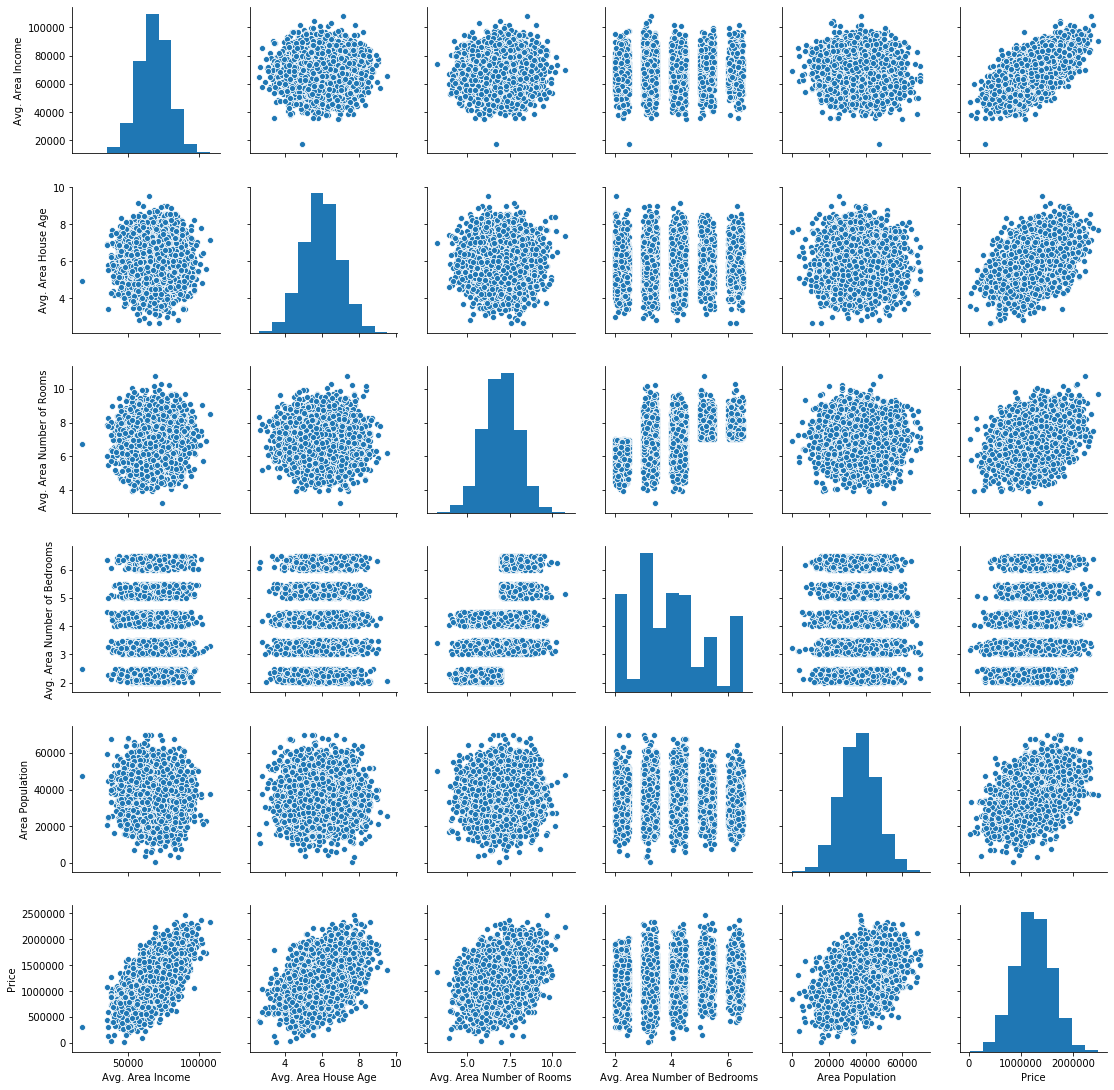 100000
80000
60000
40000
20000
Avg. Area Income
10
8
6
4
Avg. Area House Age
10
8
6
4
Avg. Area Number of Rooms
6
5
4
3
2
Avg. Area Number of Bedrooms
60000
40000
20000
0
Area Population
2500000
2000000
1500000
1000000
500000
0
Price
50000 100000
4 6 8 10
5.0 7.5 10.0
2 4 6
0 20000 40000 60000
0 1000000 2000000
Avg. Area Income
Avg. Area House Age
Avg. Area Number of Rooms
Avg. Area Number of Bedrooms
Area Population
Price